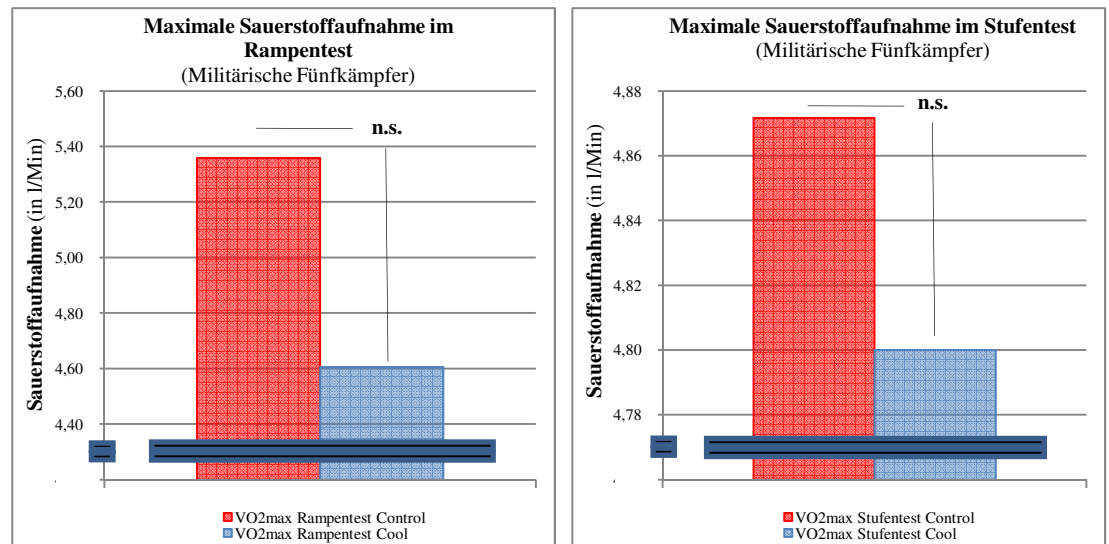 Maximale Sauerstoffaufnahme im
Rampentest
(Militärische Fünfkämpfer)
5,60
5,40
5,20
5,00
4,80
4,60
4,40
Sauerstoffaufnahme (in l/Min)
n.s.
VO2max Rampentest Control
VO2max Rampentest Cool
Maximale Sauerstoffaufnahme im Stufentest
(Militärische Fünfkämpfer)
4,88
4,86
4,84
4,82
4,80
4,78
Sauerstoffaufnahme (in l/Min)
n.s.
VO2max Stufentest Control
VO2max Stufentest Cool